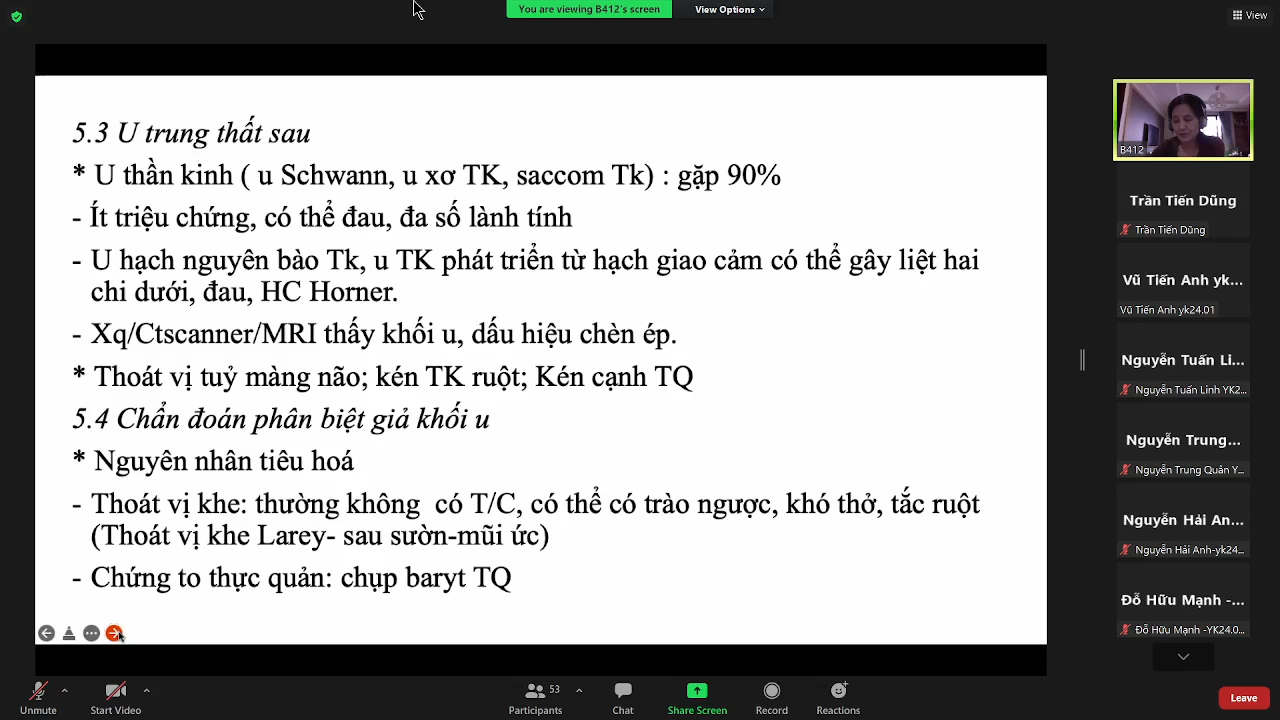 You are viewing B412's screen
View Options
View
5.3 U trung thất sau
* U thần kinh ( u Schwann, u xơ TK, saccom Tk) : gặp 90%
- Ít triệu chứng, có thể đau, đa số lành tính
- U hạch nguyên bào Tk, u TK phát triển từ hạch giao cảm có thể gây liệt hai
chi dưới, đau, HC Horner.
- Xq/Ctscanner/MRI thấy khối u, dấu hiệu chèn ép.
* Thoát vị tuỷ màng não; kén TK ruột; Kén cạnh TQ
5.4 Chẩn đoán phân biệt giả khối u
* Nguyên nhân tiêu hoá
- Thoát vị khe: thường không có T/C, có thể có trào ngược, khó thở, tắc ruột
(Thoát vị khe Larey- sau sườn-mũi ức)
- Chứng to thực quản: chụp baryt TQ
B412
Trần Tiến Dũng
Trần Tiến Dũng
Vũ Tiến Anh yk...
Vũ Tiến Anh yk24.01
Nguyễn Tuấn Li...
Nguyễn Tuấn Linh YK2...
Nguyễn Trung...
Nguyễn Trung Quân Y...
Nguyễn Hải An...
Nguyễn Hải Anh-yk24...
Đỗ Hữu Mạnh -...
Đỗ Hữu Mạnh -YK24.0...
Unmute
Start Video
53
Participants
Chat
Share Screen
Record
Reactions
Leave